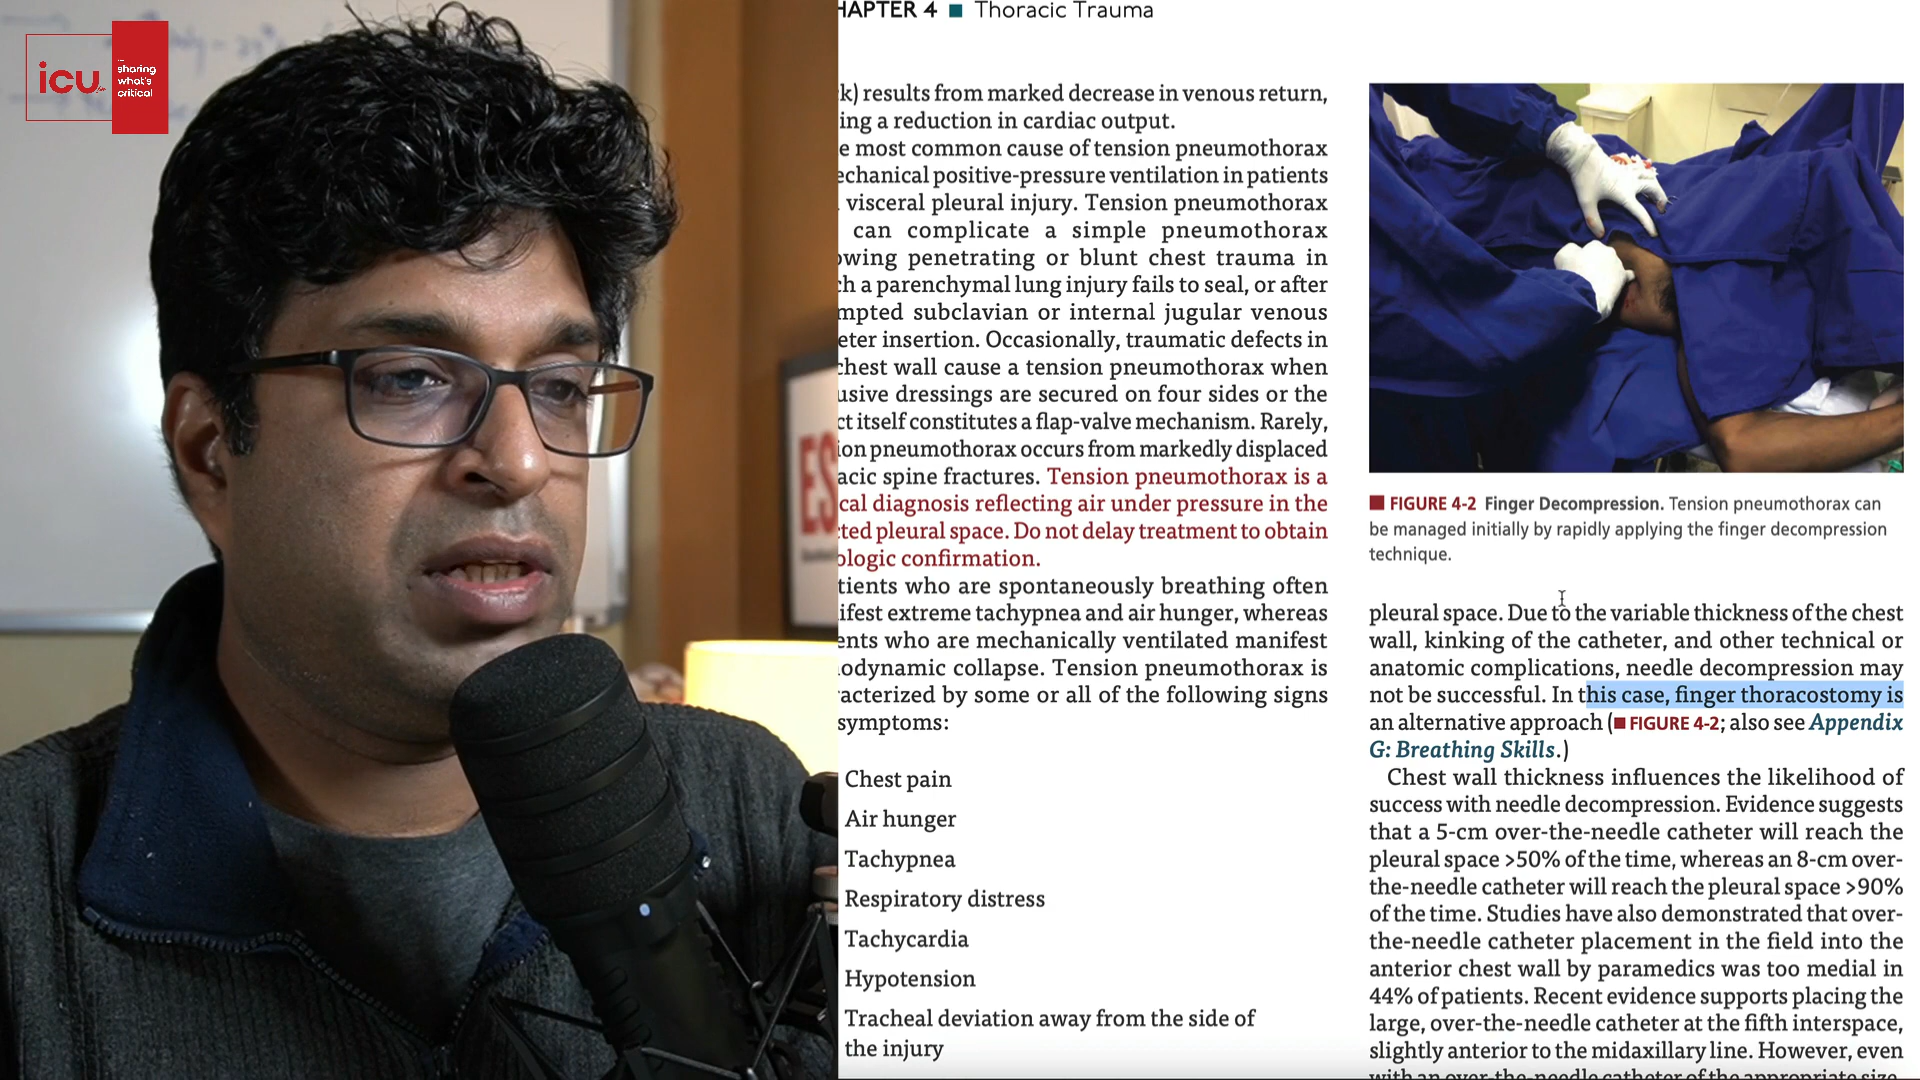 icu
sharing
what's
critical
ES
HAPTER 4 ■ Thoracic Trauma
k) results from marked decrease in venous return,
ing a reduction in cardiac output.
e most common cause of tension pneumothorax
echanical positive-pressure ventilation in patients
visceral pleural injury. Tension pneumothorax
can complicate a simple pneumothorax
owing penetrating or blunt chest trauma in
ch a parenchymal lung injury fails to seal, or after
mpted subclavian or internal jugular venous
eter insertion. Occasionally, traumatic defects in
chest wall cause a tension pneumothorax when
usive dressings are secured on four sides or the
ct itself constitutes a flap-valve mechanism. Rarely,
ion pneumothorax occurs from markedly displaced
acic spine fractures. Tension pneumothorax is a
cal diagnosis reflecting air under pressure in the
cted pleural space. Do not delay treatment to obtain
ologic confirmation.
tients who are spontaneously breathing often
ifest extreme tachypnea and air hunger, whereas
ents who are mechanically ventilated manifest
odynamic collapse. Tension pneumothorax is
racterized by some or all of the following signs
symptoms:
Chest pain
Air hunger
Tachypnea
Respiratory distress
Tachycardia
Hypotension
Tracheal deviation away from the side of
the injury
■ FIGURE 4-2 Finger Decompression. Tension pneumothorax can
be managed initially by rapidly applying the finger decompression
technique.
pleural space. Due to the variable thickness of the chest
wall, kinking of the catheter, and other technical or
anatomic complications, needle decompression may
not be successful. In this case, finger thoracostomy is
an alternative approach (■ FIGURE 4-2; also see Appendix
G: Breathing Skills.)
Chest wall thickness influences the likelihood of
success with needle decompression. Evidence suggests
that a 5-cm over-the-needle catheter will reach the
pleural space >50% of the time, whereas an 8-cm over-
the-needle catheter will reach the pleural space >90%
of the time. Studies have also demonstrated that over-
the-needle catheter placement in the field into the
anterior chest wall by paramedics was too medial in
44% of patients. Recent evidence supports placing the
large, over-the-needle catheter at the fifth interspace,
slightly anterior to the midaxillary line. However, even
with an over-the-needle catheter of the appropriate size,